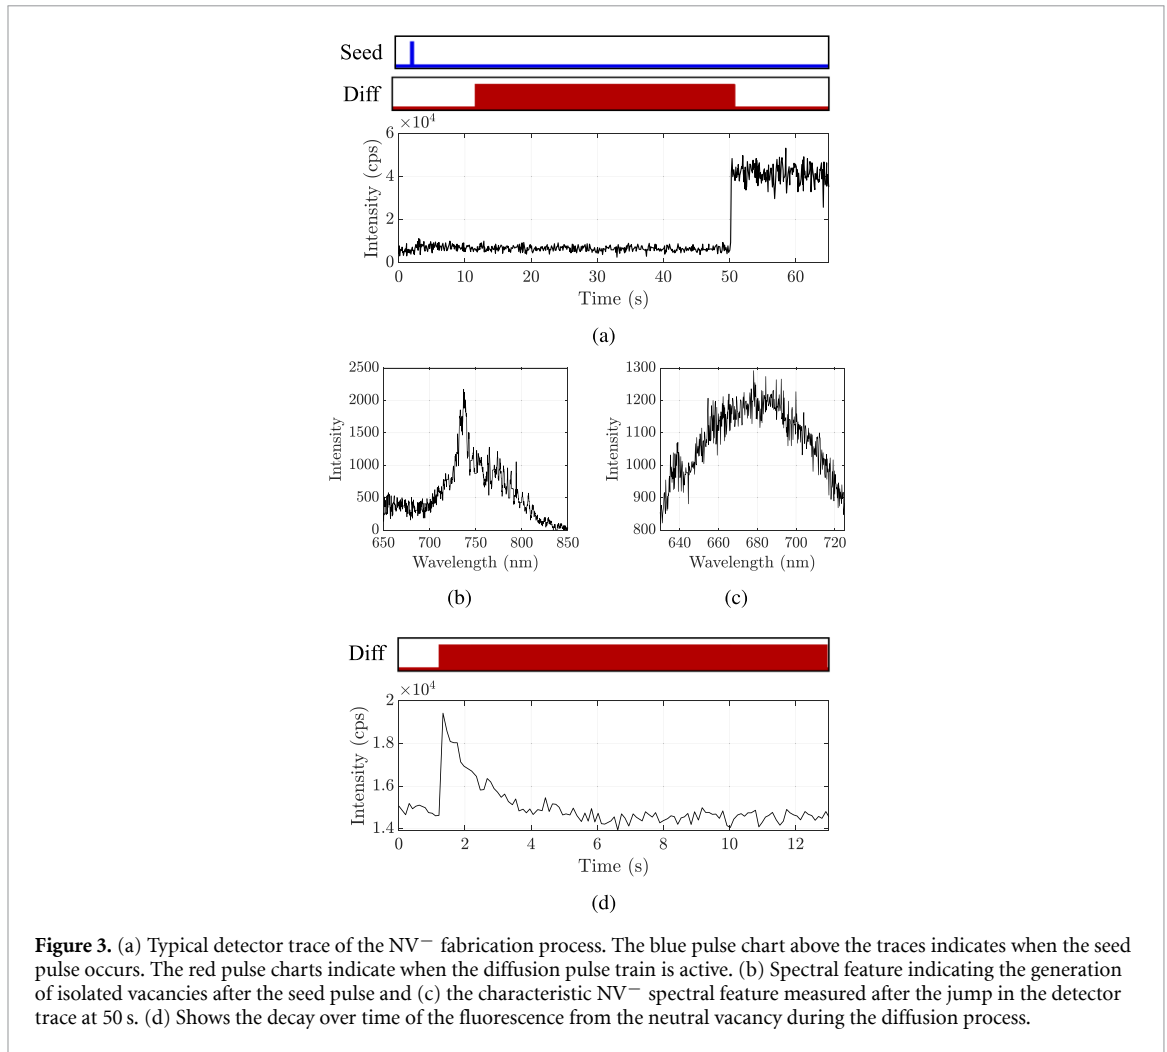 Seed
Diff
×10⁴
6
4
2
0
Intensity (cps)
0 10 20 30 40 50 60
Time (s)
(a)
2500
2000
1500
1000
500
0
Intensity
650 700 750 800 850
Wavelength (nm)
(b)
1300
1200
1100
1000
900
800
Intensity
640 660 680 700 720
Wavelength (nm)
(c)
Diff
×10⁴
2
1.8
1.6
1.4
Intensity (cps)
0 2 4 6 8 10 12
Time (s)
(d)
Figure 3. (a) Typical detector trace of the NV⁻ fabrication process. The blue pulse chart above the traces indicates when the seed
pulse occurs. The red pulse charts indicate when the diffusion pulse train is active. (b) Spectral feature indicating the generation
of isolated vacancies after the seed pulse and (c) the characteristic NV⁻ spectral feature measured after the jump in the detector
trace at 50 s. (d) Shows the decay over time of the fluorescence from the neutral vacancy during the diffusion process.